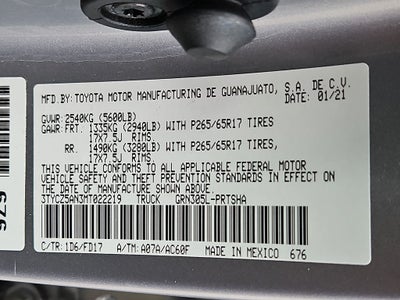 MFD.BY:TOYOTA MOTOR MANUFACTURING DE GUANAJUATO, S.A. DE C.V.
DATE: 01/21
GVWR:2540KG (5600LB)
GAWR:FRT. 1335KG (2940LB) WITH P265/65R17 TIRES
17X7.5J RIMS
RR. 1490KG (3280LB) WITH P265/65R17 TIRES,
17X7.5J RIMS.
THIS VEHICLE CONFORMS TO ALL APPLICABLE FEDERAL MOTOR
VEHICLE SAFETY AND THEFT PREVENTION STANDARDS IN EFFECT
ON THE DATE OF MANUFACTURE SHOWN ABOVE.
3TYCZ5AN3MT022219 TRUCK GRN305L-PRTSHA
C/TR:1D6/FD17 A/TM:A07A/AC60F MADE IN MEXICO 676
929